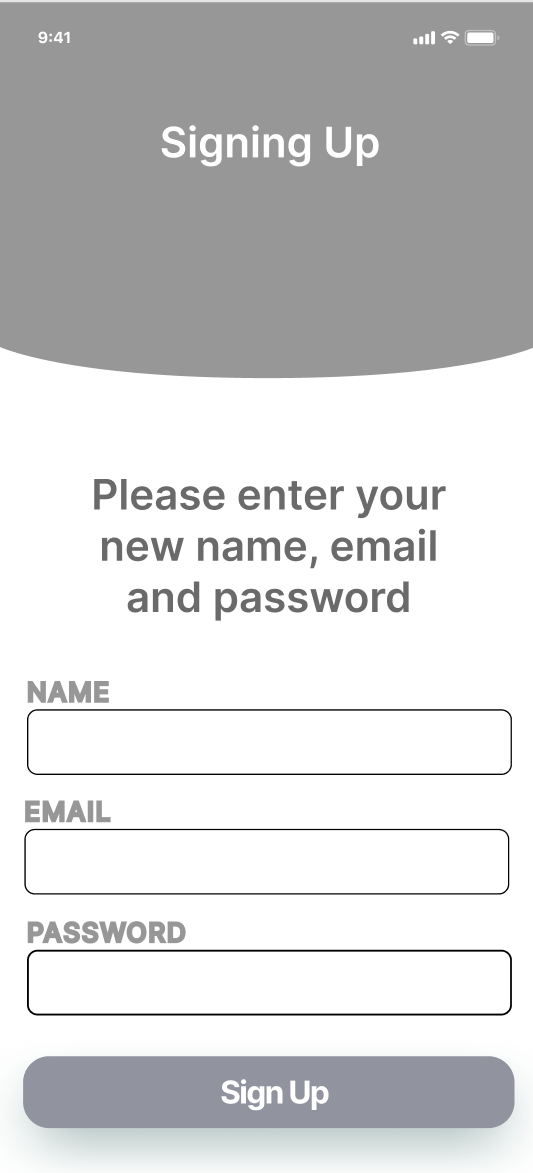 9:41
Signing Up
Please enter your
new name, email
and password
NAME
EMAIL
PASSWORD
Sign Up